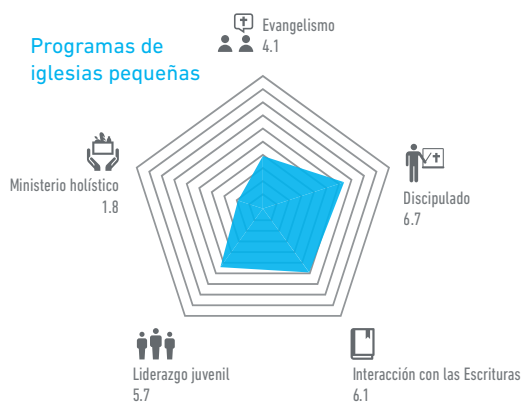 Programas de
iglesias pequeñas
Evangelismo
4.1
Discipulado
6.7
Interacción con las Escrituras
6.1
Liderazgo juvenil
5.7
Ministerio holístico
1.8